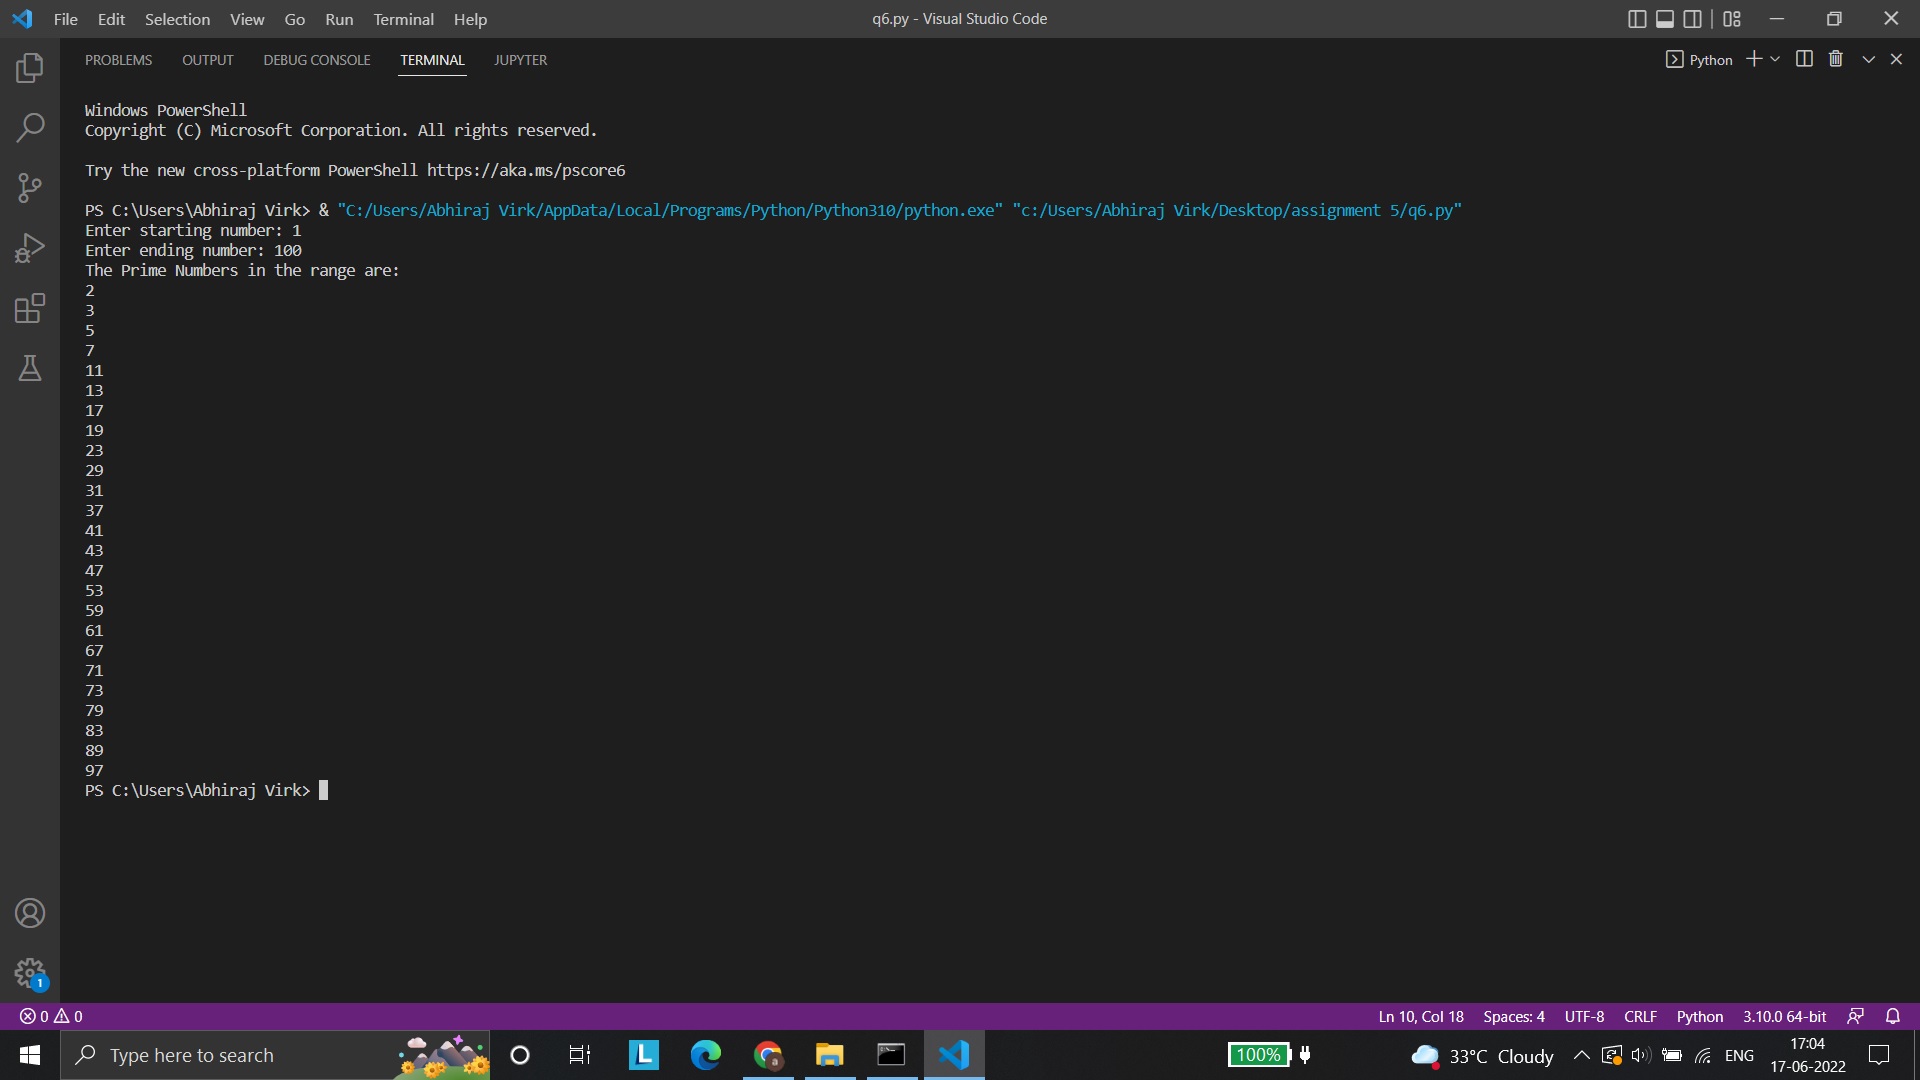 File Edit Selection View Go Run Terminal Help
q6.py - Visual Studio Code
PROBLEMS OUTPUT DEBUG CONSOLE TERMINAL JUPYTER
Python
Windows PowerShell
Copyright (C) Microsoft Corporation. All rights reserved.
Try the new cross-platform PowerShell https://aka.ms/pscore6
PS C:\Users\Abhiraj Virk> & "C:/Users/Abhiraj Virk/AppData/Local/Programs/Python/Python310/python.exe" "c:/Users/Abhiraj Virk/Desktop/assignment 5/q6.py"
Enter starting number: 1
Enter ending number: 100
The Prime Numbers in the range are:
2
3
5
7
11
13
17
19
23
29
31
37
41
43
47
53
59
61
67
71
73
79
83
89
97
PS C:\Users\Abhiraj Virk>
1
0 0
Ln 10, Col 18 Spaces: 4 UTF-8 CRLF Python 3.10.0 64-bit
Type here to search
L
a
100%
33°C Cloudy
ENG
17:04
17-06-2022